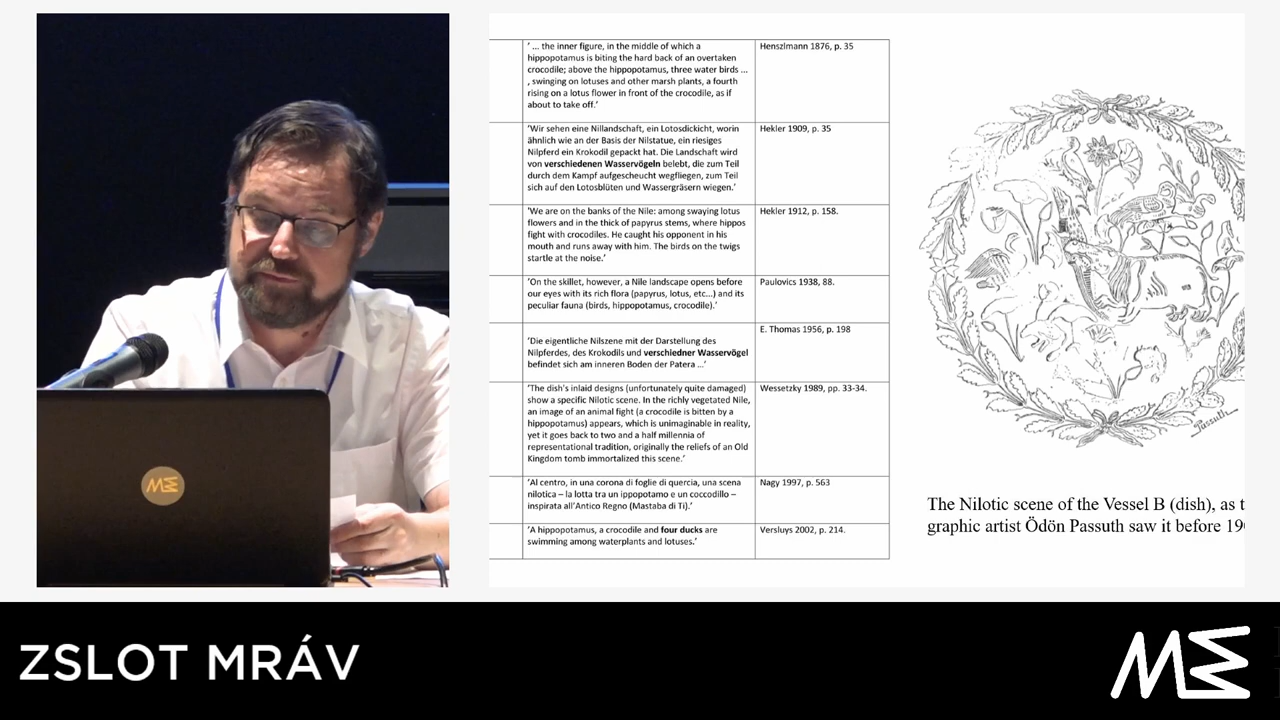 ' ... the inner figure, in the middle of which a
hippopotamus is biting the hard back of an overtaken
crocodile; above the hippopotamus, three water birds ...
, swinging on lotuses and other marsh plants, a fourth
rising on a lotus flower in front of the crocodile, as if
about to take off.'
Henszlmann 1876, p. 35
'Wir sehen eine Nillandschaft, ein Lotosdickicht, worin
ähnlich wie an der Basis der Nilstatue, ein riesiges
Nilpferd ein Krokodil gepackt hat. Die Landschaft wird
von verschiedenen Wasservögeln belebt, die zum Teil
durch dem Kampf aufgescheucht wegfliegen, zum Teil
sich auf den Lotosblüten und Wassergräsern wiegen.'
Hekler 1909, p. 35
'We are on the banks of the Nile: among swaying lotus
flowers and in the thick of papyrus stems, where hippos
fight with crocodiles. He caught his opponent in his
mouth and runs away with him. The birds on the twigs
startle at the noise.'
Hekler 1912, p. 158.
'On the skillet, however, a Nile landscape opens before
our eyes with its rich flora (papyrus, lotus, etc...) and its
peculiar fauna (birds, hippopotamus, crocodile).'
Paulovics 1938, 88.
'Die eigentliche Nilszene mit der Darstellung des
Nilpferdes, des Krokodils und verschiedner Wasservögel
befindet sich am inneren Boden der Patera ...'
E. Thomas 1956, p. 198
'The dish's inlaid designs (unfortunately quite damaged)
show a specific Nilotic scene. In the richly vegetated Nile,
an image of an animal fight (a crocodile is bitten by a
hippopotamus) appears, which is unimaginable in reality,
yet it goes back to two and a half millennia of
representational tradition, originally the reliefs of an Old
Kingdom tomb immortalized this scene.'
Wessetzky 1989, pp. 33-34.
'Al centro, in una corona di foglie di quercia, una scena
nilotica – la lotta tra un ippopotamo e un coccodillo –
inspirata all'Antico Regno (Mastaba di Ti).'
Nagy 1997, p. 563
'A hippopotamus, a crocodile and four ducks are
swimming among waterplants and lotuses.'
Versluys 2002, p. 214.
Passuth
The Nilotic scene of the Vessel B (dish), as t
graphic artist Ödön Passuth saw it before 19
ZSLOT MRÁV